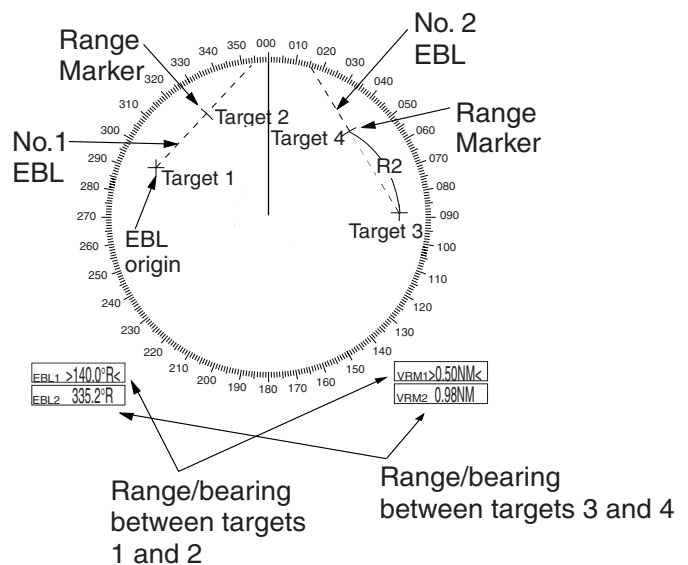 Range
Marker
No. 2
EBL
350 000 010
340 020
330 030
320 040
310 050
300 060
290 070
280 080
270 090
260 100
250 110
240 120
230 130
220 140
210 150
200 190 180 170 160
Target 2
Target 4
Range
Marker
No.1
EBL
R2
Target 1
Target 3
EBL
origin
EBL1 >140.0°R<
EBL2 335.2°R
VRM1>0.50NM<
VRM2 0.98NM
Range/bearing
between targets
1 and 2
Range/bearing
between targets 3 and 4